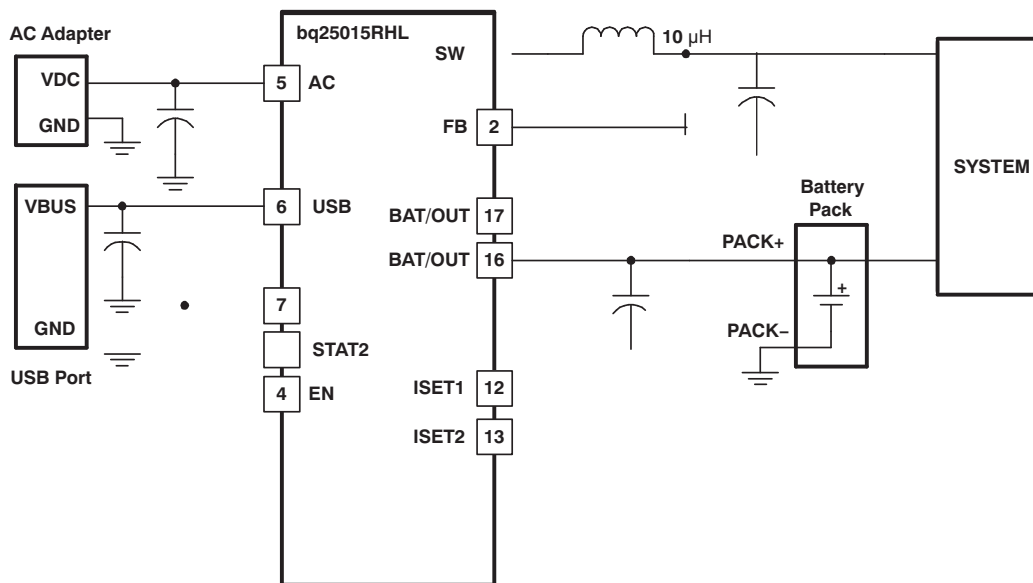 AC Adapter
VDC
GND
bq25015RHL
5
AC
SW
10 µH
FB
2
SYSTEM
VBUS
GND
USB Port
6
USB
BAT/OUT
17
BAT/OUT
16
Battery
Pack
PACK+
+
PACK−
7
STAT2
4
EN
ISET1
12
ISET2
13